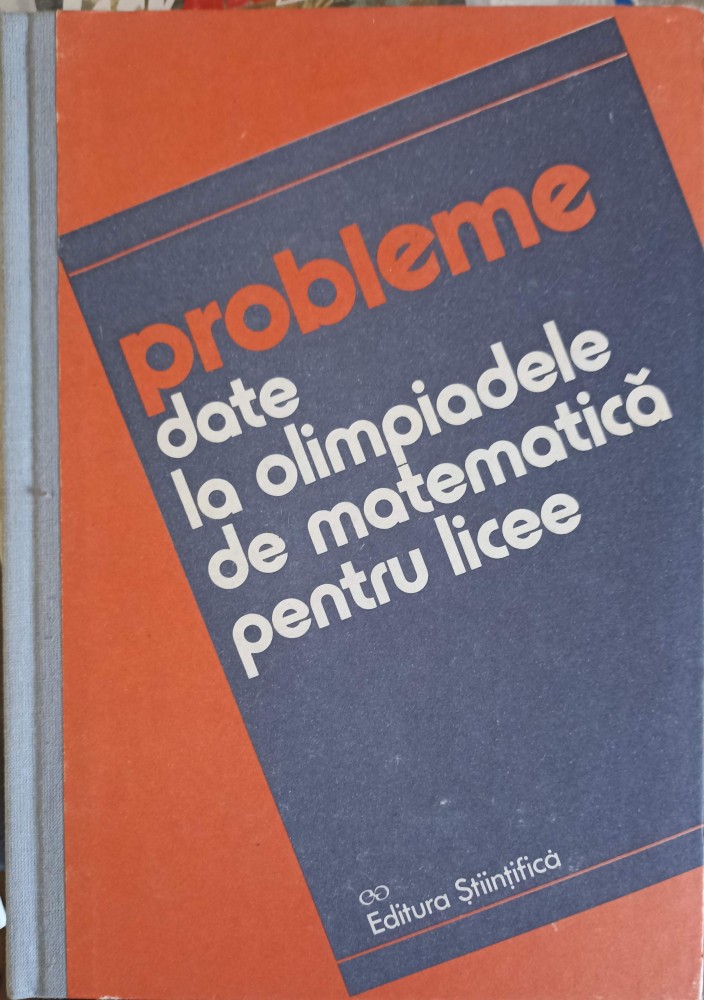 probleme
date
la olimpiadele
de matematică
pentru licee
Editura Științifică